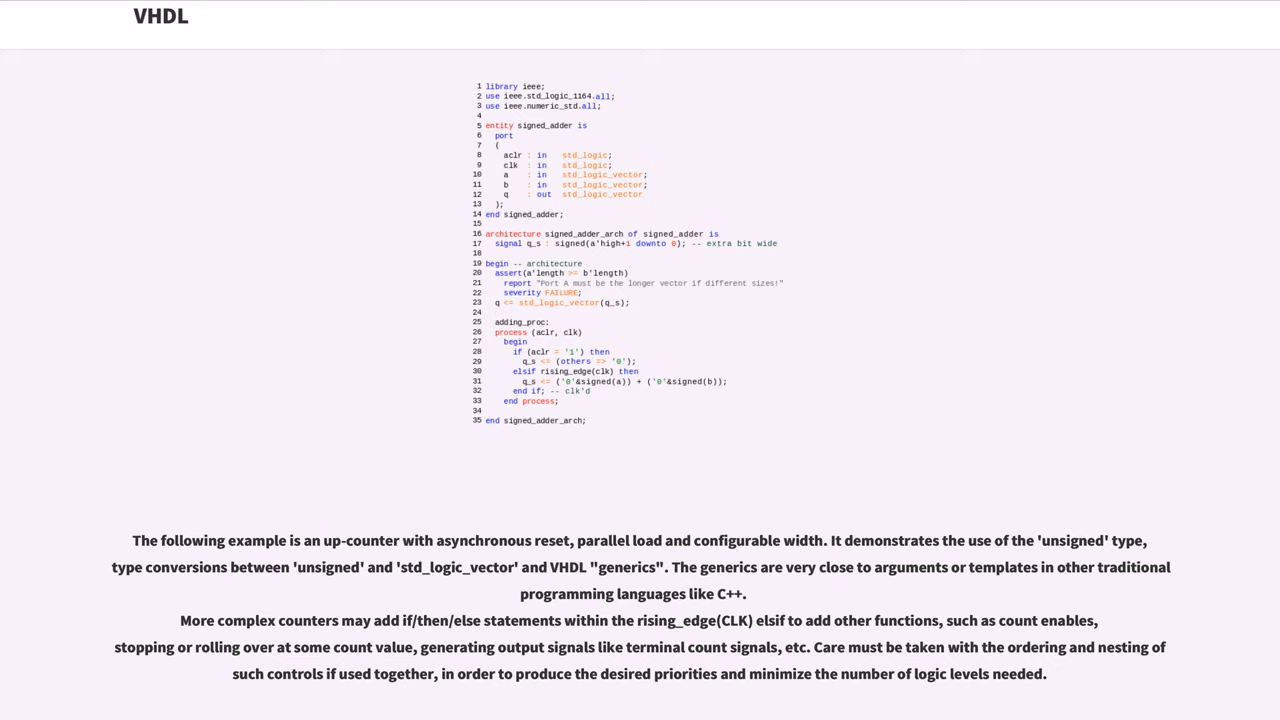 VHDL
1 library ieee;
2 use ieee.std_logic_1164.all;
3 use ieee.numeric_std.all;
4
5 entity signed_adder is
6   port
7   (
8     aclr : in   std_logic;
9     clk  : in   std_logic;
10     a    : in   std_logic_vector;
11     b    : in   std_logic_vector;
12     q    : out  std_logic_vector
13   );
14 end signed_adder;
15
16 architecture signed_adder_arch of signed_adder is
17   signal q_s : signed(a'high+1 downto 0); -- extra bit wide
18
19 begin -- architecture
20   assert(a'length >= b'length)
21     report "Port A must be the longer vector if different sizes!"
22     severity FAILURE;
23   q <= std_logic_vector(q_s);
24
25   adding_proc:
26   process (aclr, clk)
27     begin
28       if (aclr = '1') then
29         q_s <= (others => '0');
30       elsif rising_edge(clk) then
31         q_s <= ('0'&signed(a)) + ('0'&signed(b));
32       end if; -- clk'd
33     end process;
34
35 end signed_adder_arch;
The following example is an up-counter with asynchronous reset, parallel load and configurable width. It demonstrates the use of the 'unsigned' type,
type conversions between 'unsigned' and 'std_logic_vector' and VHDL "generics". The generics are very close to arguments or templates in other traditional
programming languages like C++.
More complex counters may add if/then/else statements within the rising_edge(CLK) elsif to add other functions, such as count enables,
stopping or rolling over at some count value, generating output signals like terminal count signals, etc. Care must be taken with the ordering and nesting of
such controls if used together, in order to produce the desired priorities and minimize the number of logic levels needed.